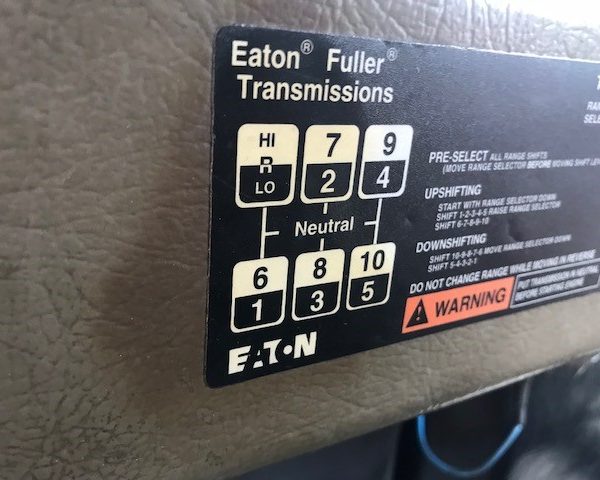 Eaton® Fuller®
Transmissions
HI
R
LO
7
2
9
4
Neutral
6
1
8
3
10
5
EATON
RAN
SELE
PRE-SELECT ALL RANGE SHIFTS
(MOVE RANGE SELECTOR BEFORE MOVING SHIFT LEV
UPSHIFTING
START WITH RANGE SELECTOR DOWN
SHIFT 1-2-3-4-5 RAISE RANGE SELECTOR
SHIFT 6-7-8-9-10
DOWNSHIFTING
SHIFT 10-9-8-7-6 MOVE RANGE SELECTOR DOWN
SHIFT 5-4-3-2-1
DO NOT CHANGE RANGE WHILE MOVING IN REVERSE
WARNING
PUT TRANSMISSION IN NEUTRAL
BEFORE STARTING ENGINE